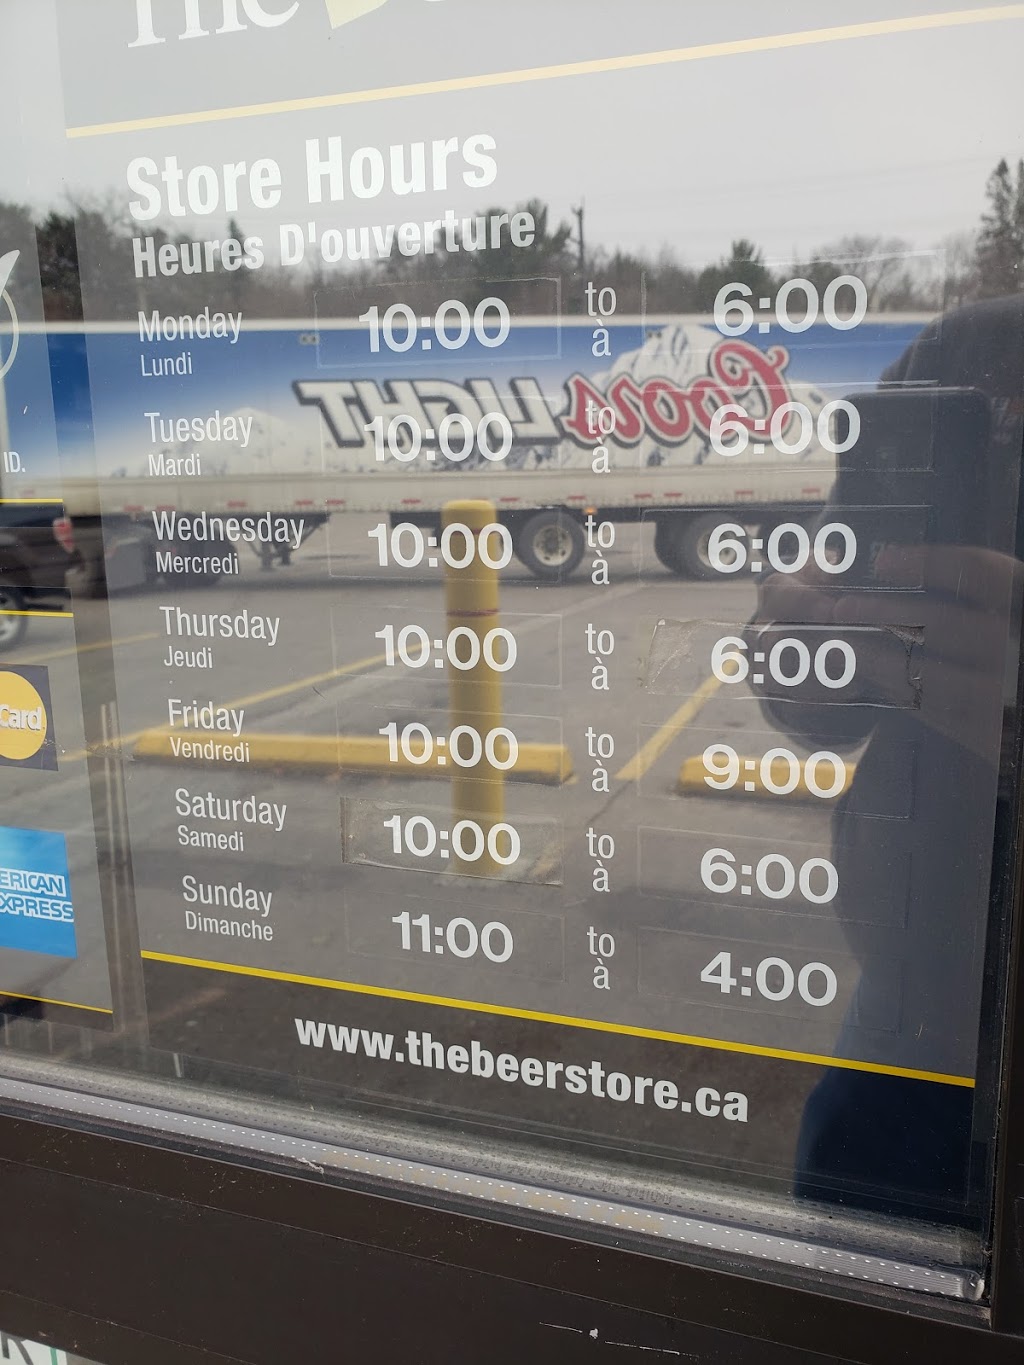 The
Store Hours
Heures D'ouverture
Monday 10:00 to 6:00
Lundi à
Tuesday 10:00 to 6:00
Mardi à
Wednesday 10:00 to 6:00
Mercredi à
Thursday 10:00 to 6:00
Jeudi à
Friday 10:00 to 9:00
Vendredi à
Saturday 10:00 to 6:00
Samedi à
Sunday 11:00 to 4:00
Dimanche à
www.thebeerstore.ca
Coors LIGHT
ID.
Card
ERICAN
XPRESS